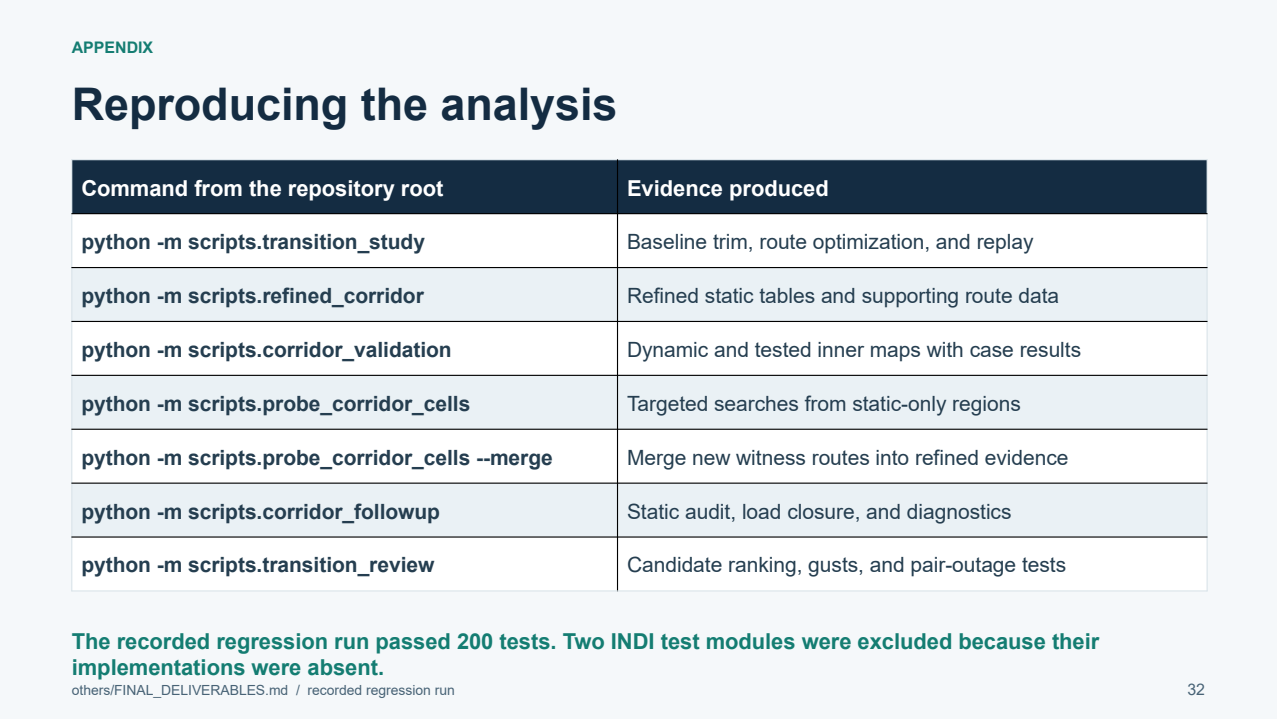 APPENDIX
Reproducing the analysis
Command from the repository root Evidence produced
python -m scripts.transition_study Baseline trim, route optimization, and replay
python -m scripts.refined_corridor Refined static tables and supporting route data
python -m scripts.corridor_validation Dynamic and tested inner maps with case results
python -m scripts.probe_corridor_cells Targeted searches from static-only regions
python -m scripts.probe_corridor_cells --merge Merge new witness routes into refined evidence
python -m scripts.corridor_followup Static audit, load closure, and diagnostics
python -m scripts.transition_review Candidate ranking, gusts, and pair-outage tests
The recorded regression run passed 200 tests. Two INDI test modules were excluded because their
implementations were absent.
others/FINAL_DELIVERABLES.md / recorded regression run 32